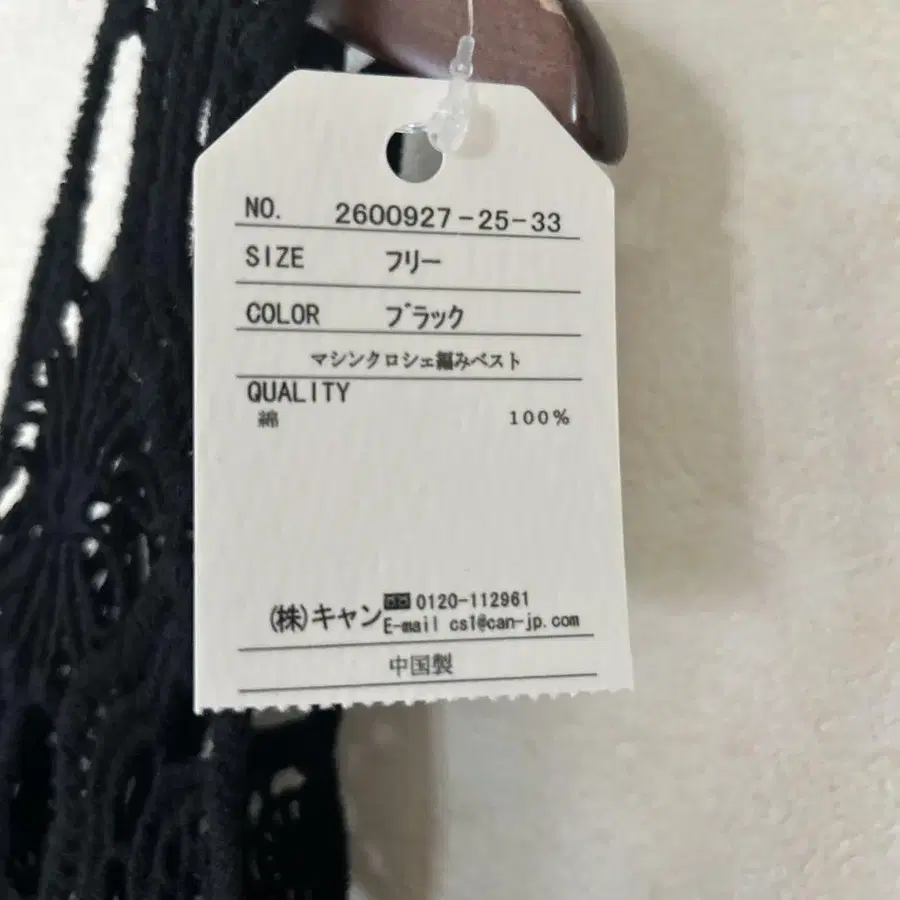 NO. 2600927-25-33
SIZE フリー
COLOR ブラック
マシンクロシェ編みベスト
QUALITY
綿 100%
(株)キャン 0120-112961
E-mail cs1@can-jp.com
中国製